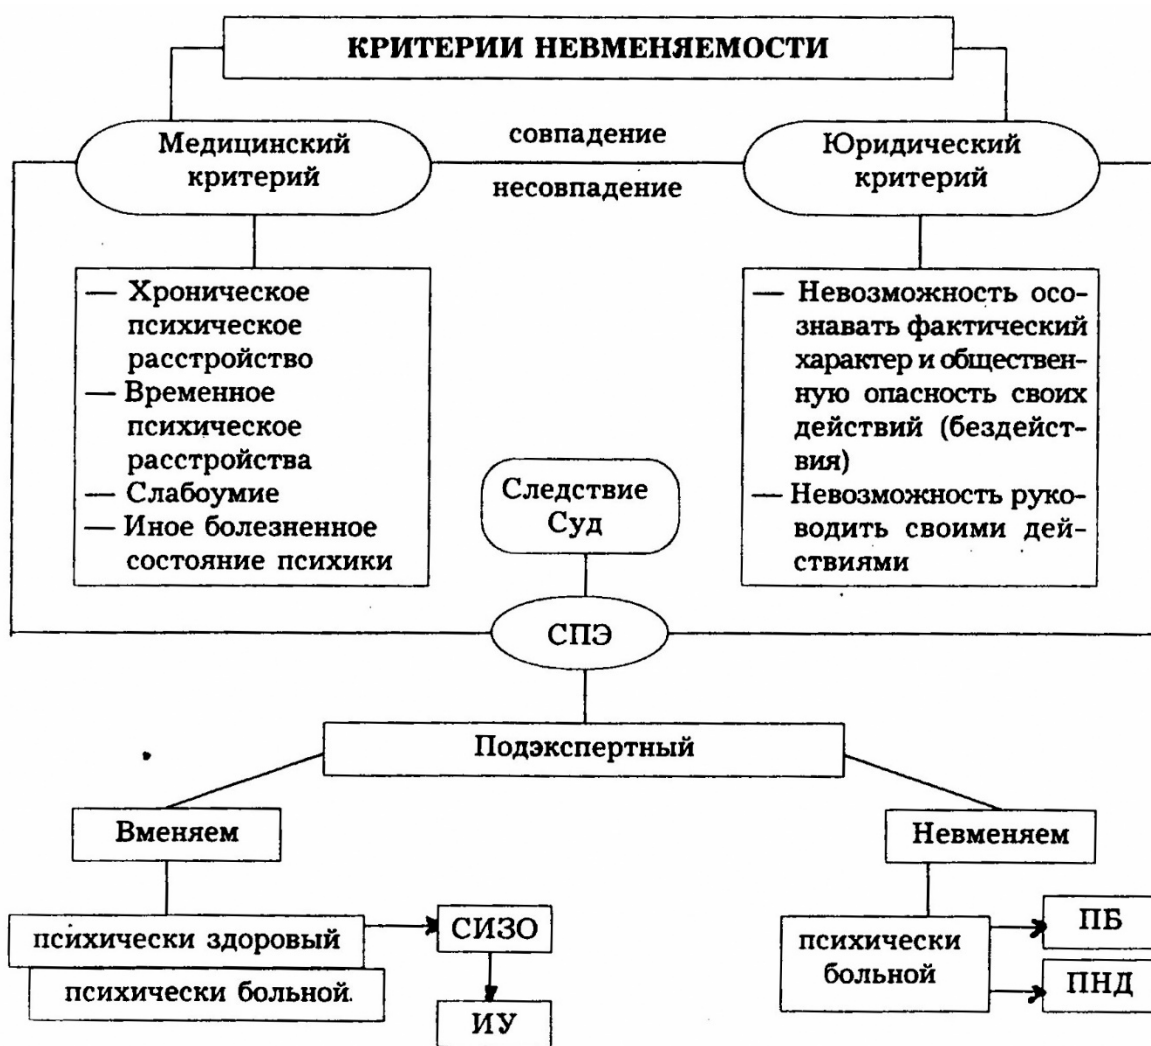 КРИТЕРИИ НЕВМЕНЯЕМОСТИ
Медицинский
критерий
совпадение
несовпадение
Юридический
критерий
— Хроническое
психическое
расстройство
— Временное
психическое
расстройства
— Слабоумие
— Иное болезненное
состояние психики
— Невозможность осо-
знавать фактический
характер и обществен-
ную опасность своих
действий (бездейст-
вия)
— Невозможность руко-
водить своими дей-
ствиями
Следствие
Суд
СПЭ
Подэкспертный
Вменяем
Невменяем
психически здоровый
психически больной.
СИЗО
ИУ
психически
больной
ПБ
ПНД